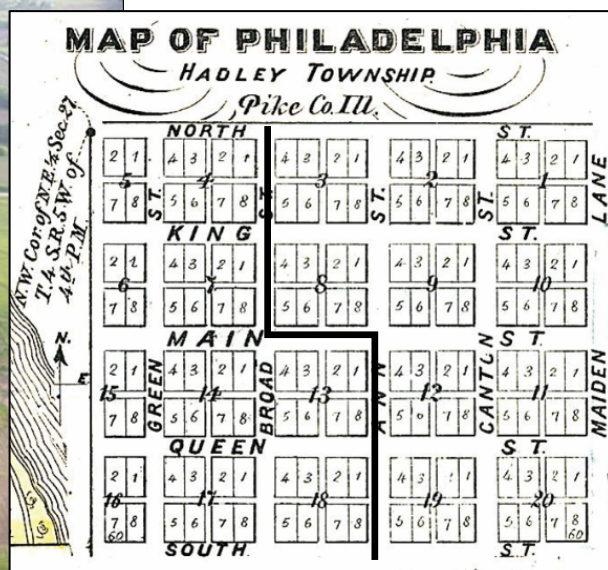 MAP OF PHILADELPHIA
HADLEY TOWNSHIP.
Pike Co. Ill.
N.W. Cor. of N.E. ¼ Sec. 27.
T. 4. S. R. 5 W. of
4th P.M.
NORTH ST.
2 1 4 3 2 1 4 3 2 1 4 3 2 1 4 3 2 1
5 4 3 2 1
7 8 5 6 7 8 5 6 7 8 5 6 7 8 5 6 7 8
ST. ST. ST. ST. LANE
KING ST.
2 1 4 3 2 1 4 3 2 1 4 3 2 1 4 3 2 1
6 7 8 9 10
7 8 5 6 7 8 5 6 7 8 5 6 7 8 5 6 7 8
MAIN ST.
N.
E
2 1 4 3 2 1 4 3 2 1 4 3 2 1 4 3 2 1
15 14 13 12 11
7 8 5 6 7 8 5 6 7 8 5 6 7 8 5 6 7 8
GREEN BROAD ANN CANTON MAIDEN
QUEEN ST.
2 1 4 3 2 1 4 3 2 1 4 3 2 1 4 3 2 1
16 17 18 19 20
7 8 5 6 7 8 5 6 7 8 5 6 7 8 5 6 7 8
60 60
SOUTH ST.